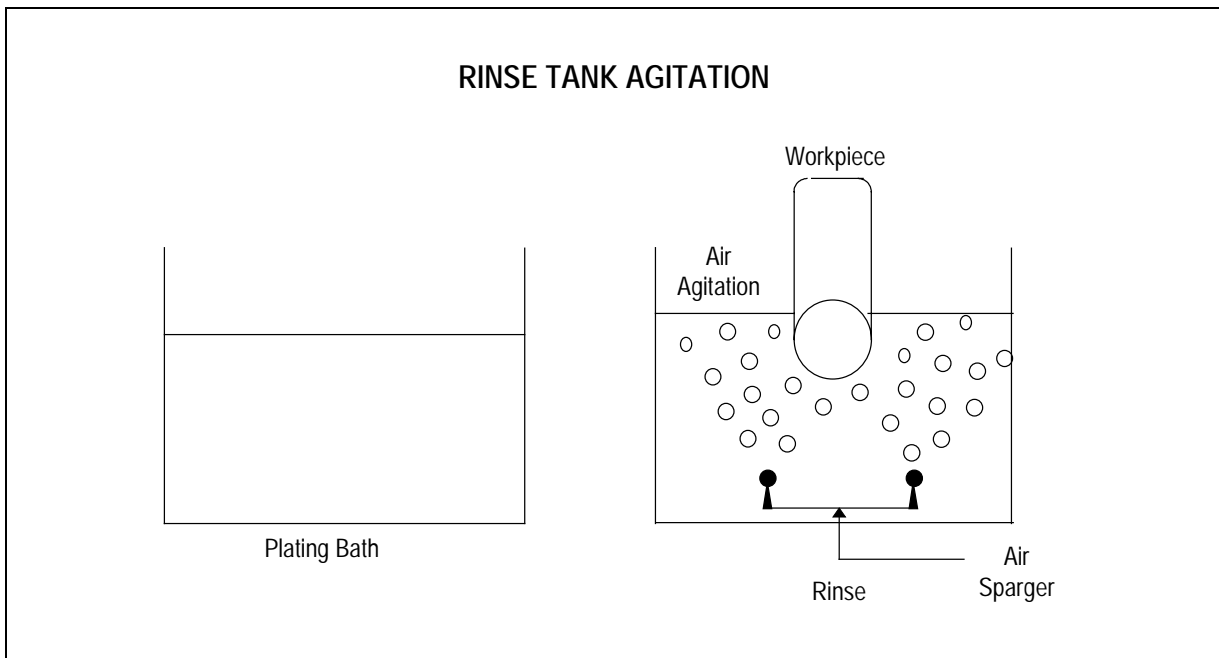 RINSE TANK AGITATION
Workpiece
Air
Agitation
Plating Bath
Air
Sparger
Rinse